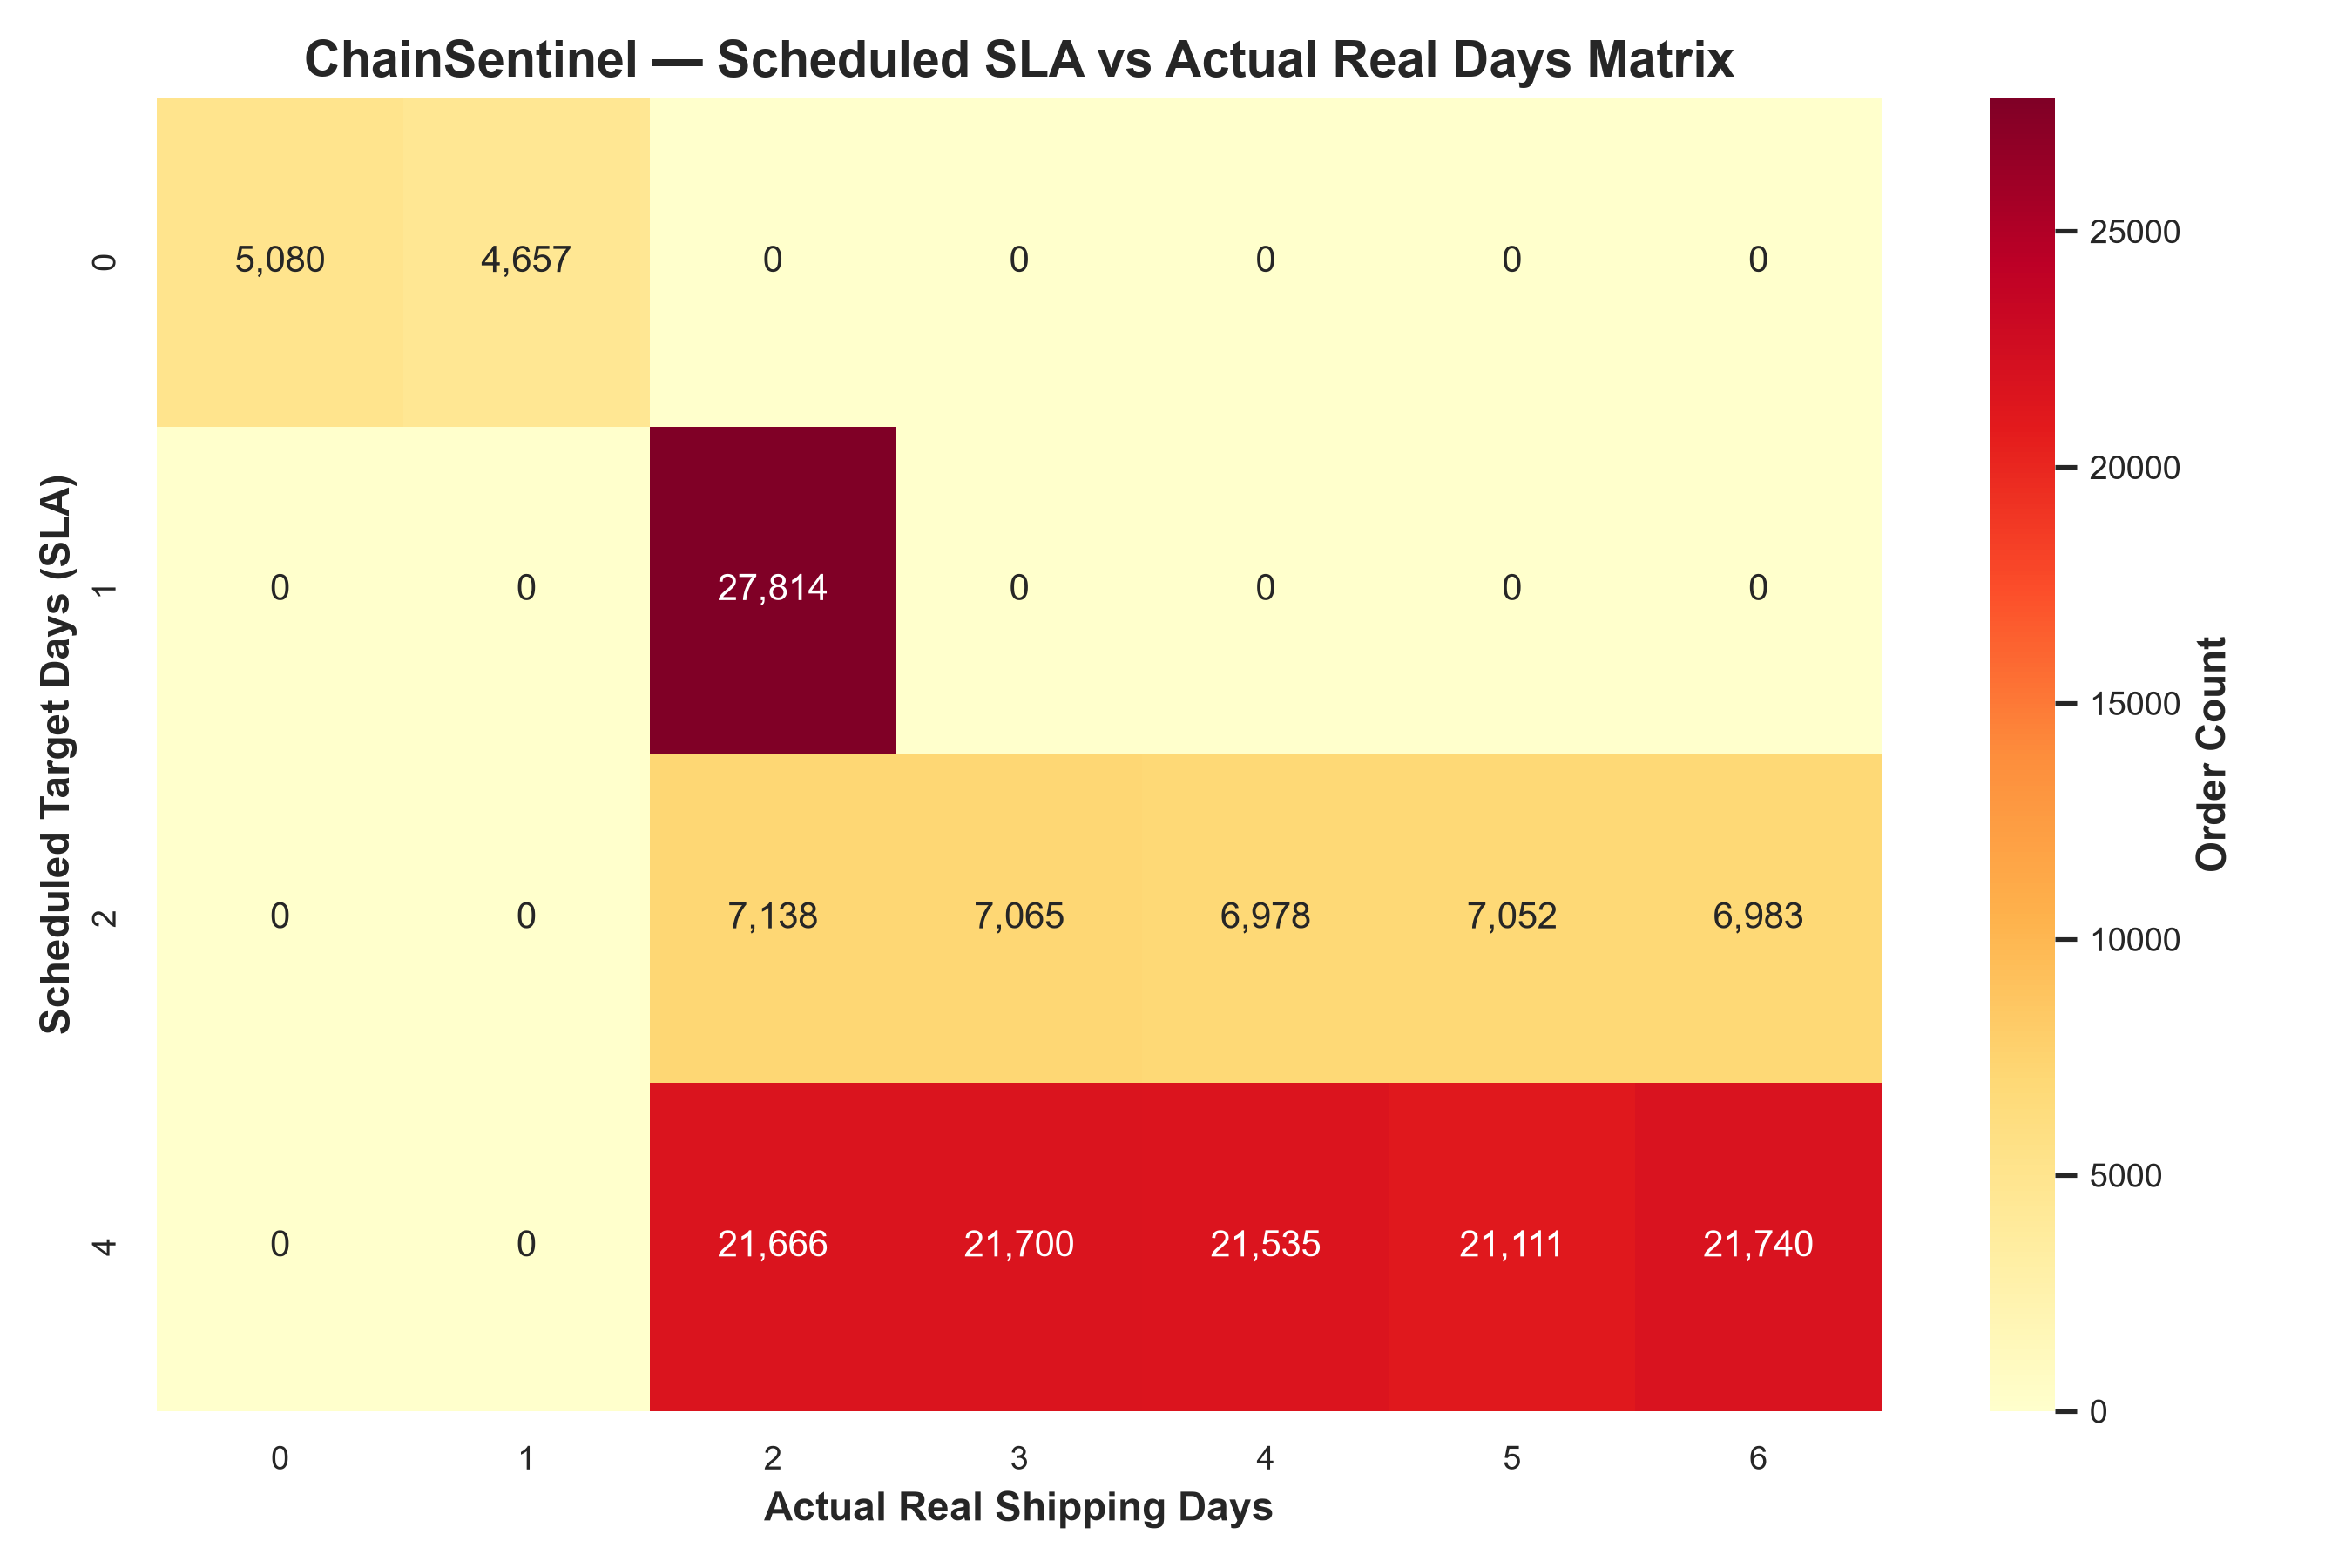 ChainSentinel — Scheduled SLA vs Actual Real Days Matrix
Scheduled Target Days (SLA)
0 5,080 4,657 0 0 0 0 0
1 0 0 27,814 0 0 0 0
2 0 0 7,138 7,065 6,978 7,052 6,983
4 0 0 21,666 21,700 21,535 21,111 21,740
0 1 2 3 4 5 6
Actual Real Shipping Days
25000
20000
15000
10000
5000
0
Order Count